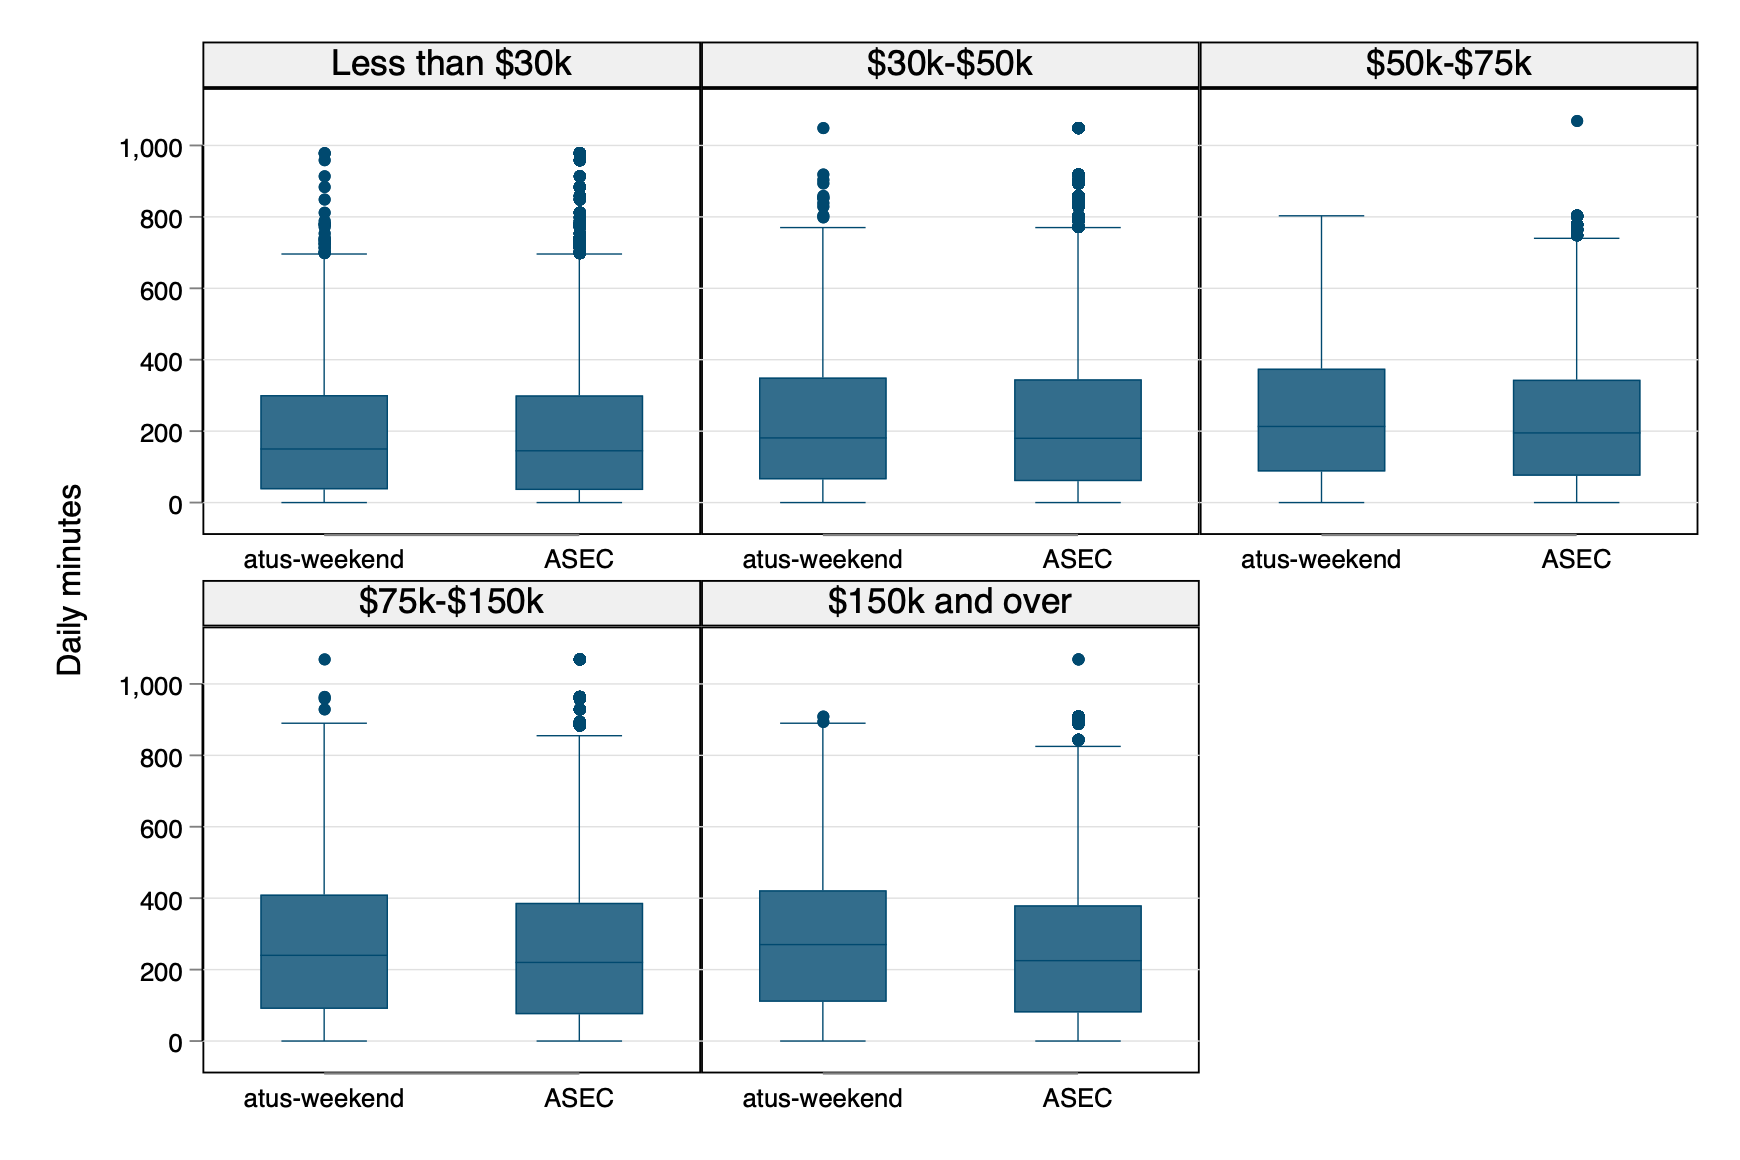 Less than $30k
$30k-$50k
$50k-$75k
1,000
800
600
400
200
0
atus-weekend
ASEC
atus-weekend
ASEC
atus-weekend
ASEC
Daily minutes
$75k-$150k
$150k and over
1,000
800
600
400
200
0
atus-weekend
ASEC
atus-weekend
ASEC